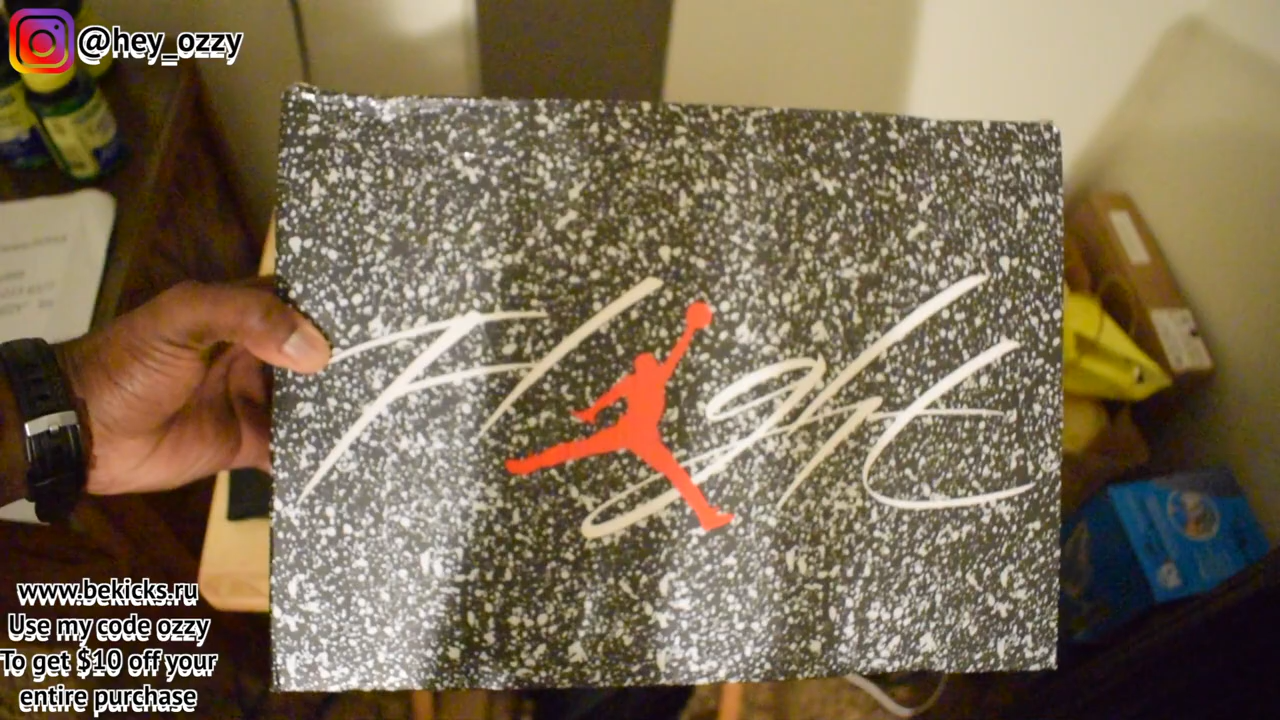 @hey_ozzy
Flight
www.bekicks.ru
Use my code ozzy
To get $10 off your
entire purchase